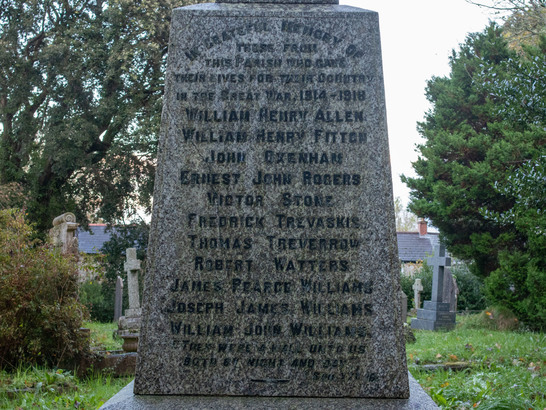 IN GRATEFUL MEMORY OF
THOSE FROM
THIS PARISH WHO GAVE
THEIR LIVES FOR THEIR COUNTRY
IN THE GREAT WAR, 1914-1918
WILLIAM HENRY ALLEN
WILLIAM HENRY FITCH
JOHN OXENHAM
ERNEST JOHN ROGERS
VICTOR STONE
FREDRICK TREVASKIS
THOMAS TREVERROW
ROBERT WATTERS
JAMES PEARCE WILLIAMS
JOSEPH JAMES WILLIAMS
WILLIAM JOHN WILLIAMS
"THEY WERE A WALL UNTO US
BOTH BY NIGHT AND DAY"